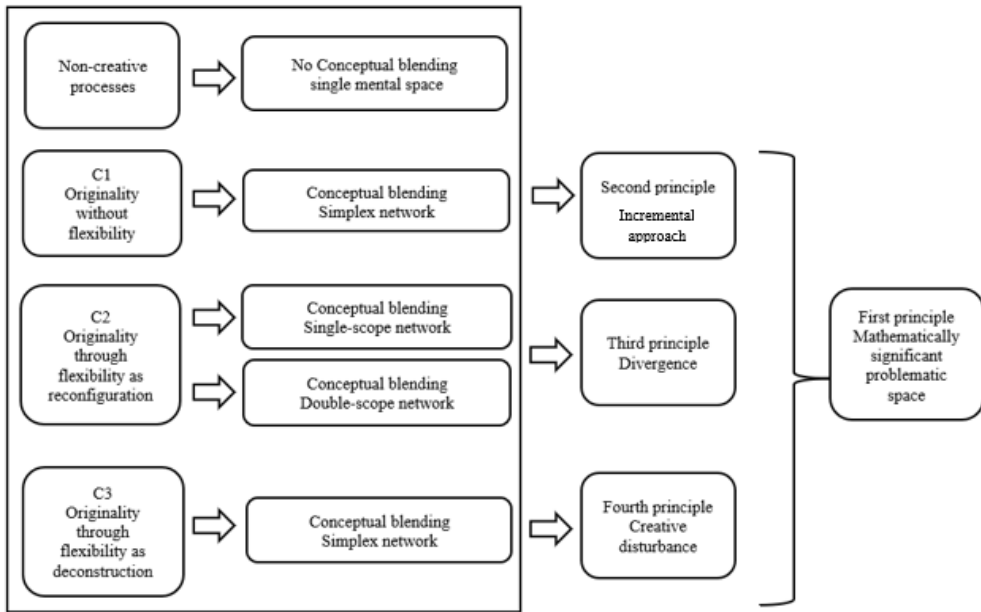 Non-creative
processes
No Conceptual blending
single mental space
C1
Originality
without
flexibility
Conceptual blending
Simplex network
Second principle
Incremental
approach
C2
Originality
through
flexibility as
reconfiguration
Conceptual blending
Single-scope network
Conceptual blending
Double-scope network
Third principle
Divergence
First principle
Mathematically
significant
problematic
space
C3
Originality
through
flexibility as
deconstruction
Conceptual blending
Simplex network
Fourth principle
Creative
disturbance